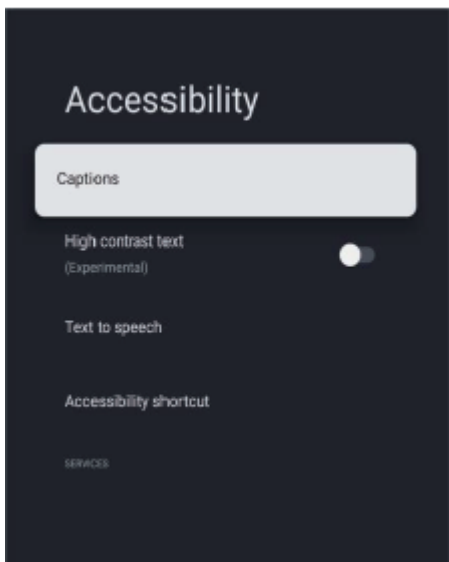 Accessibility
Captions
High contrast text
(Experimental)
Text to speech
Accessibility shortcut
SERVICES